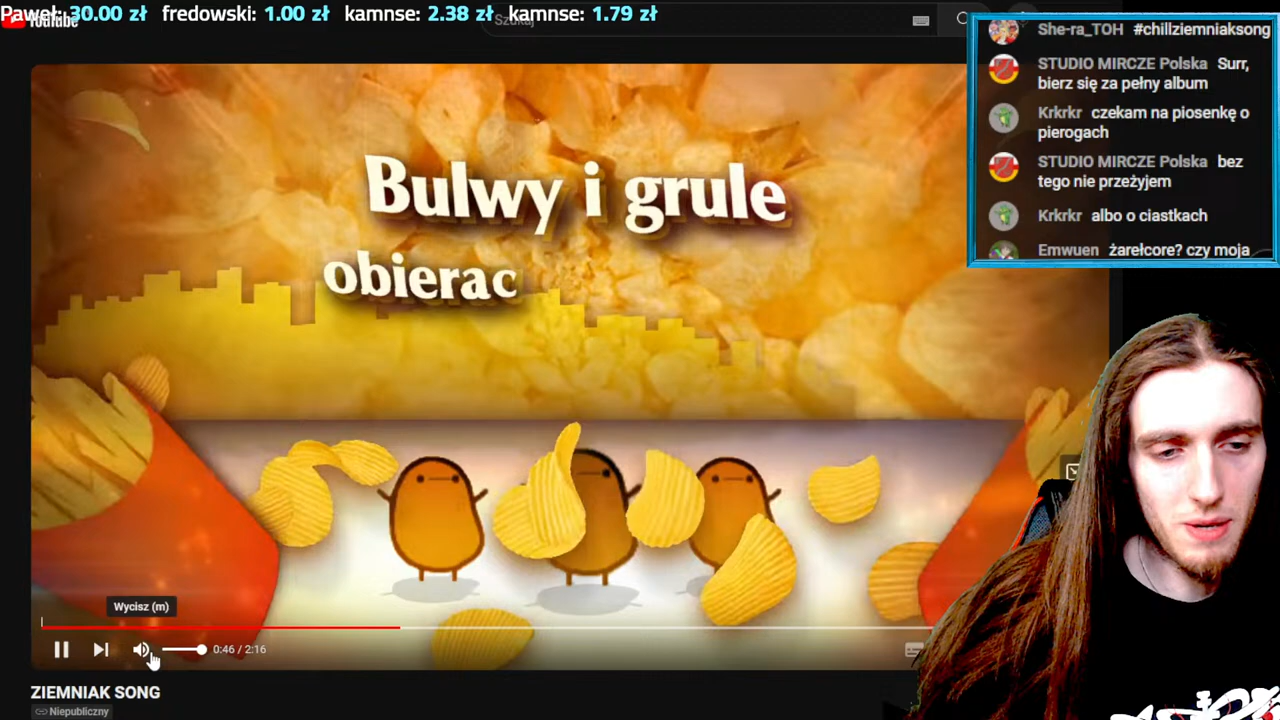 Paweł: 30.00 zł fredowski: 1.00 zł kamnse: 2.38 zł kamnse: 1.79 zł
YouTube
Szukaj
She-ra_TOH #chillziemniaksong
STUDIO MIRCZE Polska Surr,
bierz się za pełny album
Krkrkr czekam na piosenkę o
pierogach
STUDIO MIRCZE Polska bez
tego nie przeżyjem
Krkrkr albo o ciastkach
Emwuen żarełcore? czy moja
Bulwy i grule
obierac
Wycisz (m)
0:46 / 2:16
ZIEMNIAK SONG
Niepubliczny